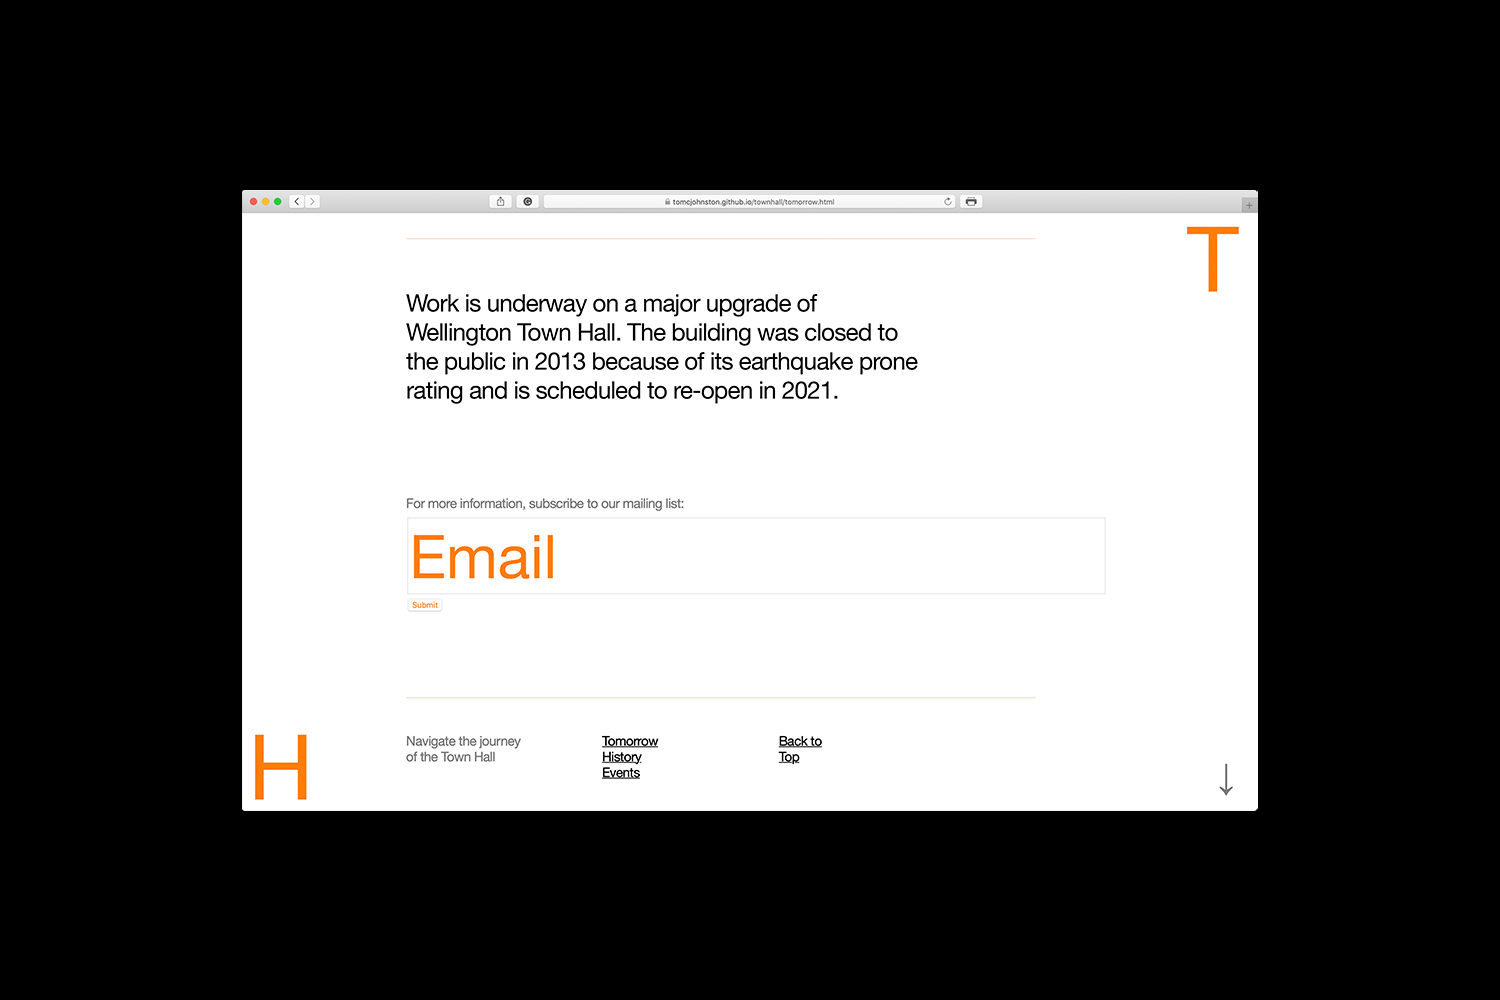 tomcjohnston.github.io/townhall/tomorrow.html
T
Work is underway on a major upgrade of
Wellington Town Hall. The building was closed to
the public in 2013 because of its earthquake prone
rating and is scheduled to re-open in 2021.
For more information, subscribe to our mailing list:
Email
Submit
Navigate the journey
of the Town Hall
Tomorrow
History
Events
Back to
Top
H